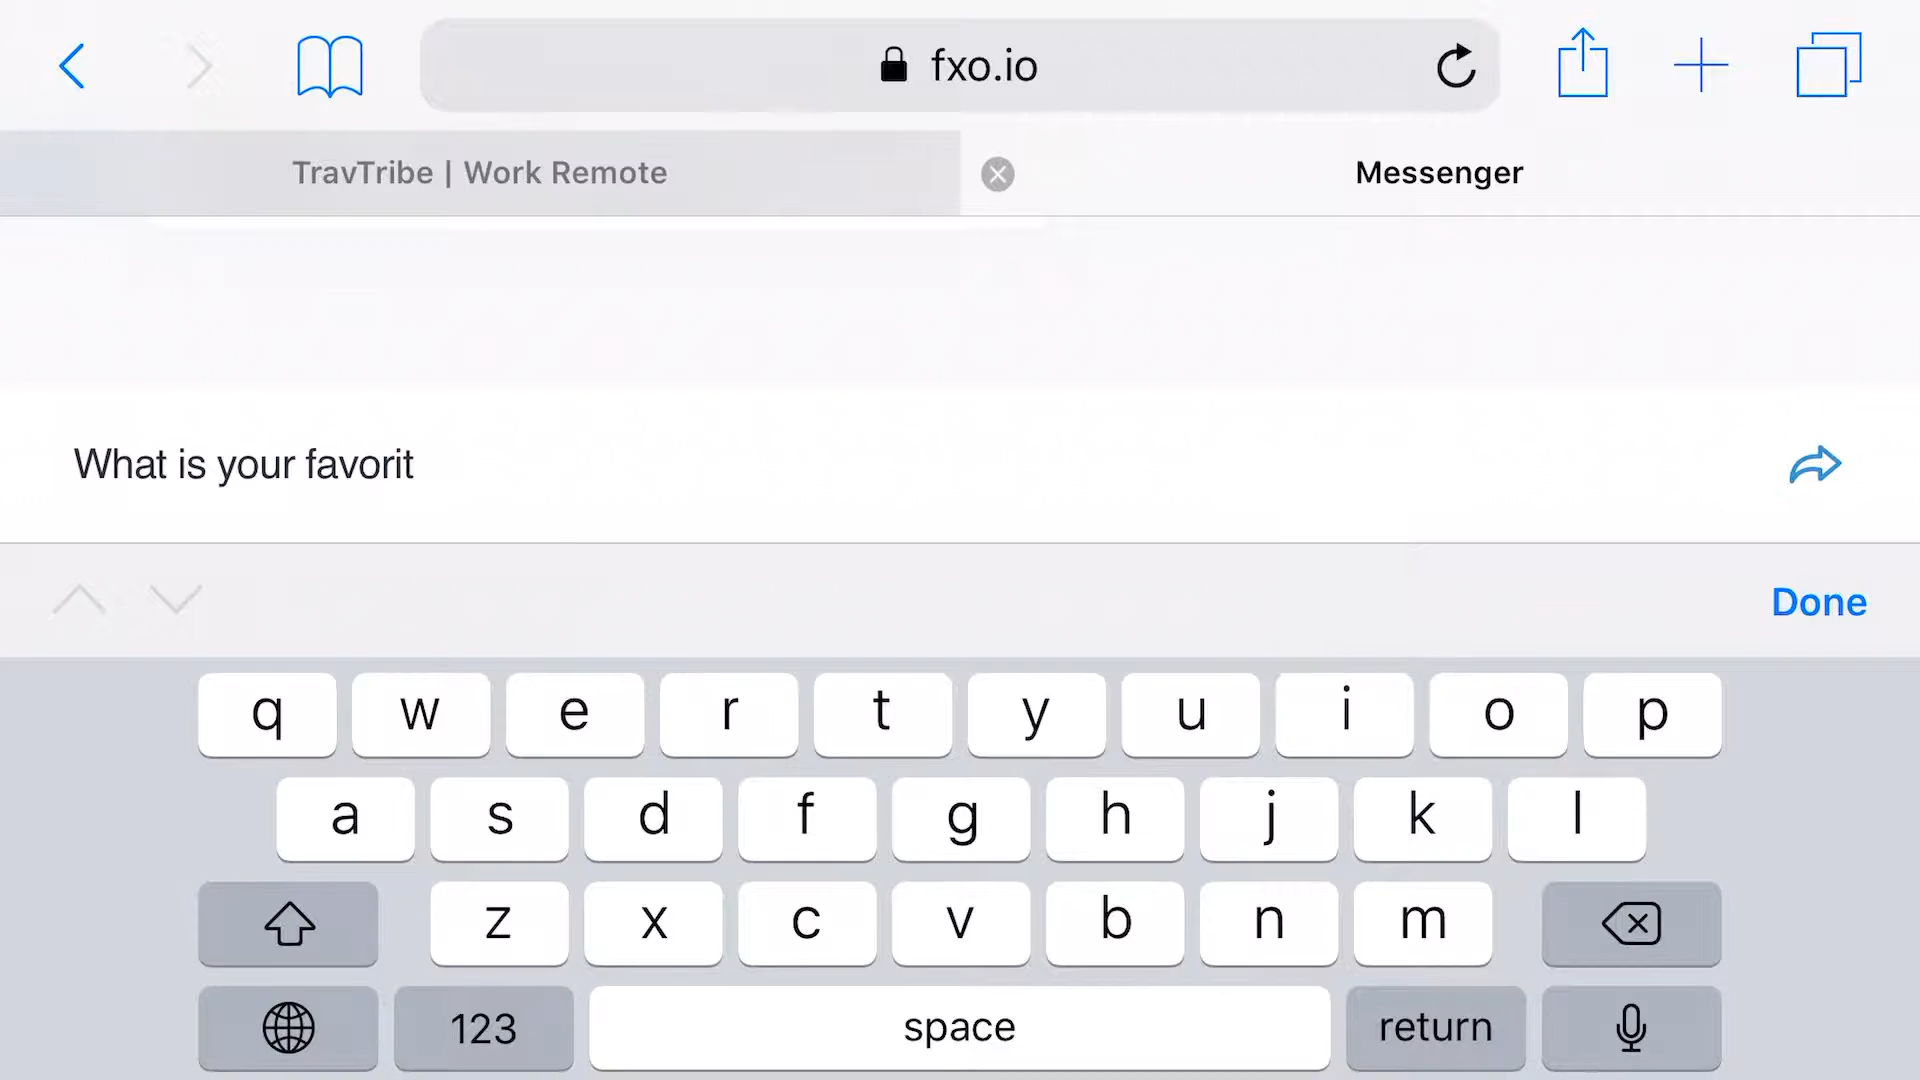 fxo.io
TravTribe | Work Remote
Messenger
What is your favorit
Done
q w e r t y u i o p
a s d f g h j k l
z x c v b n m
123 space return